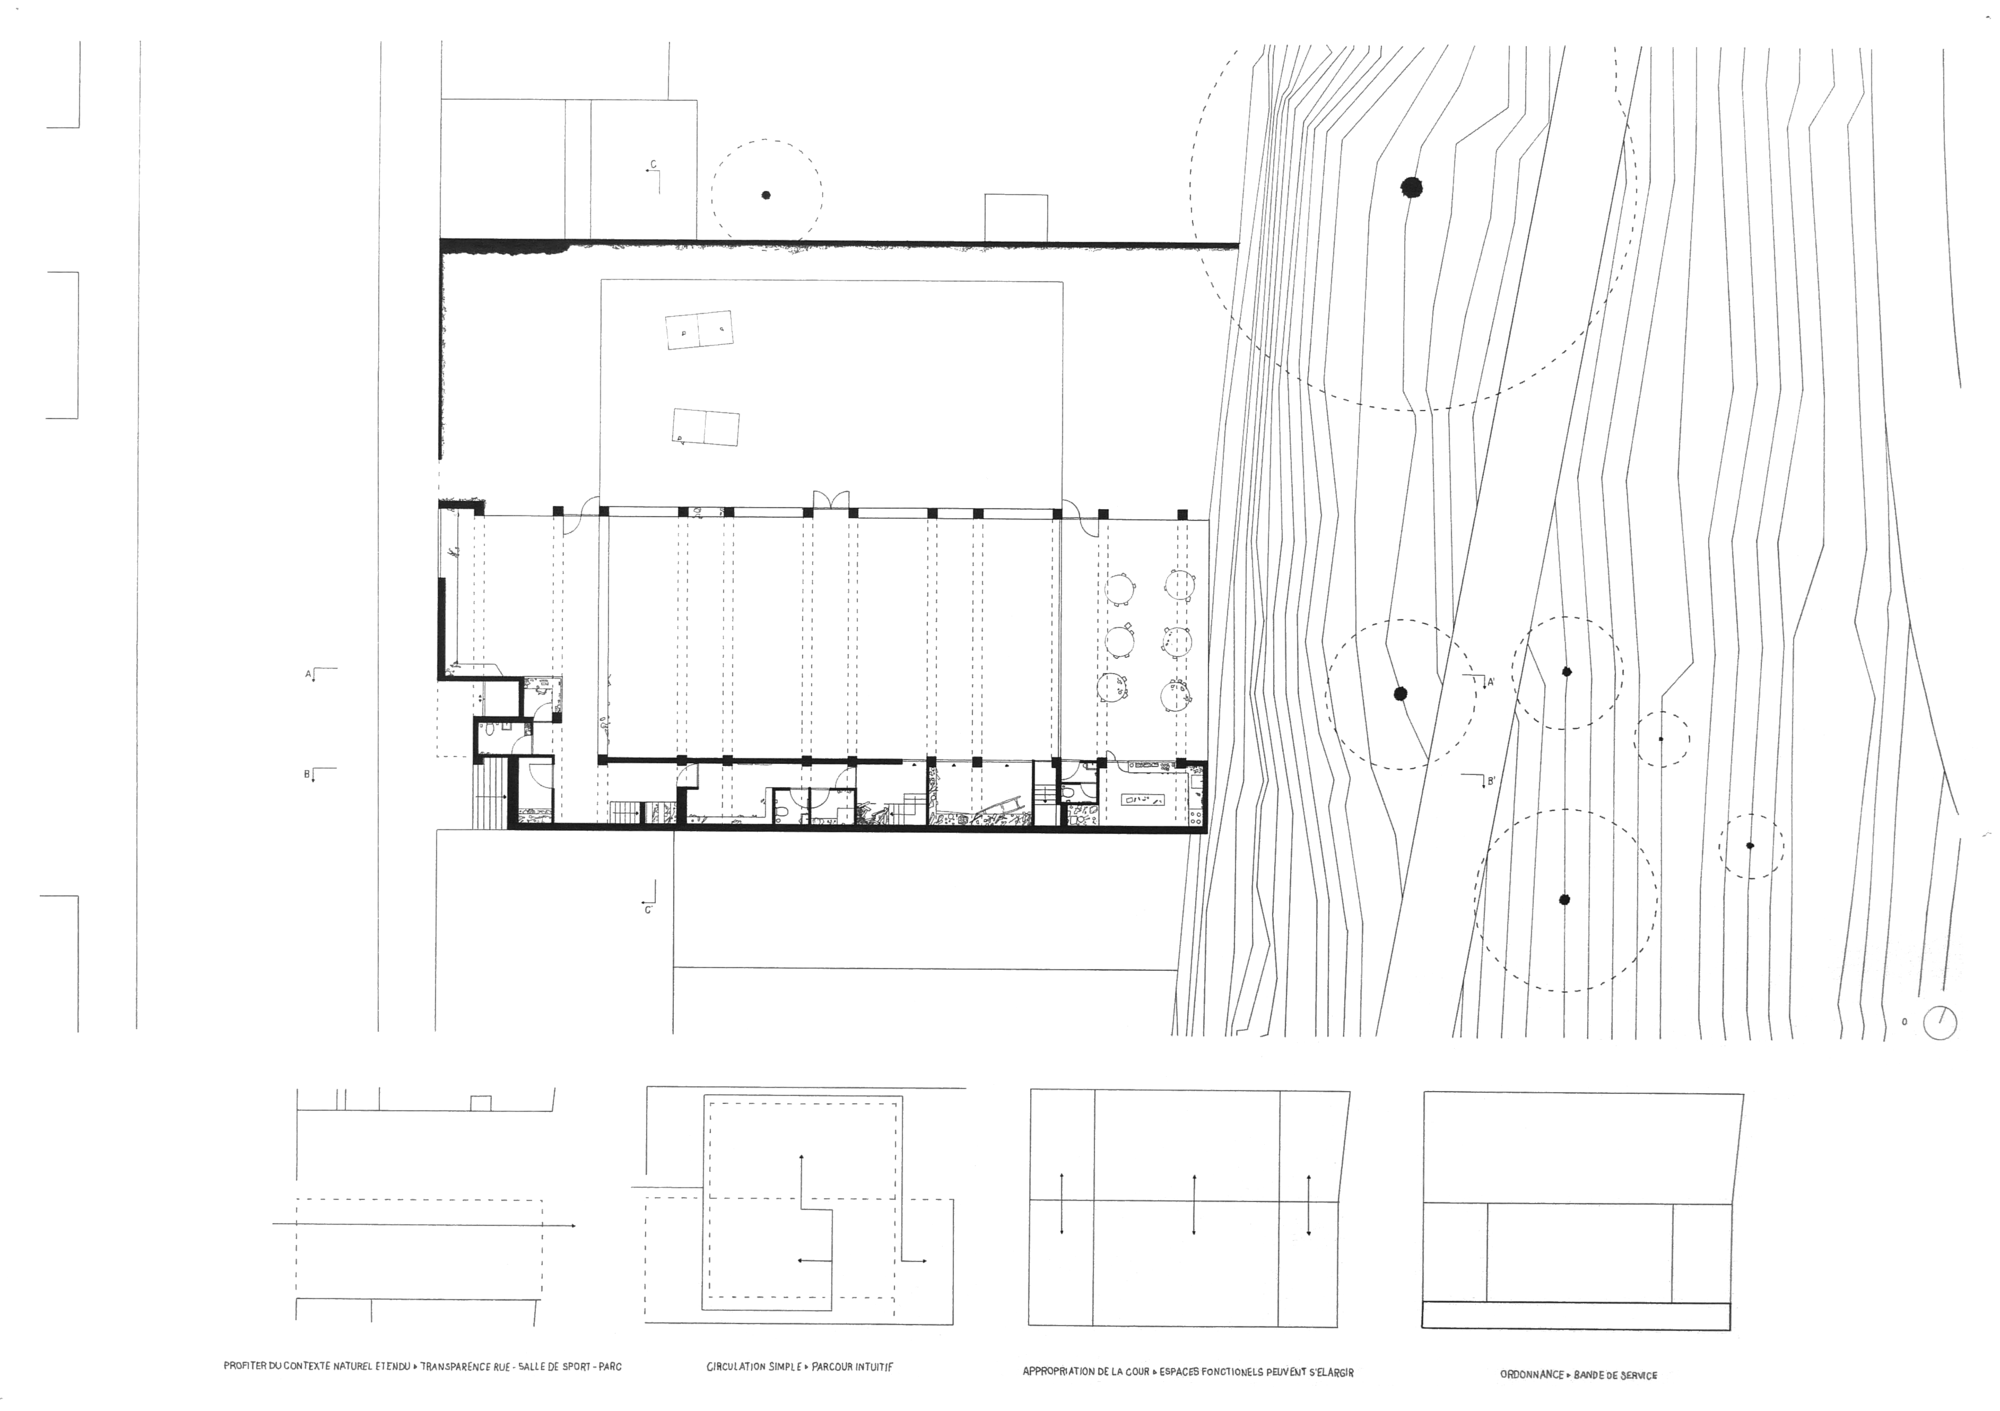 C
A
A'
B
B'
C'
0
PROFITER DU CONTEXTE NATUREL ETENDU ▸ TRANSPARENCE RUE - SALLE DE SPORT - PARC
CIRCULATION SIMPLE ▸ PARCOUR INTUITIF
APPROPRIATION DE LA COUR ▸ ESPACES FONCTIONELS PEUVENT S'ELARGIR
ORDONNANCE ▸ BANDE DE SERVICE